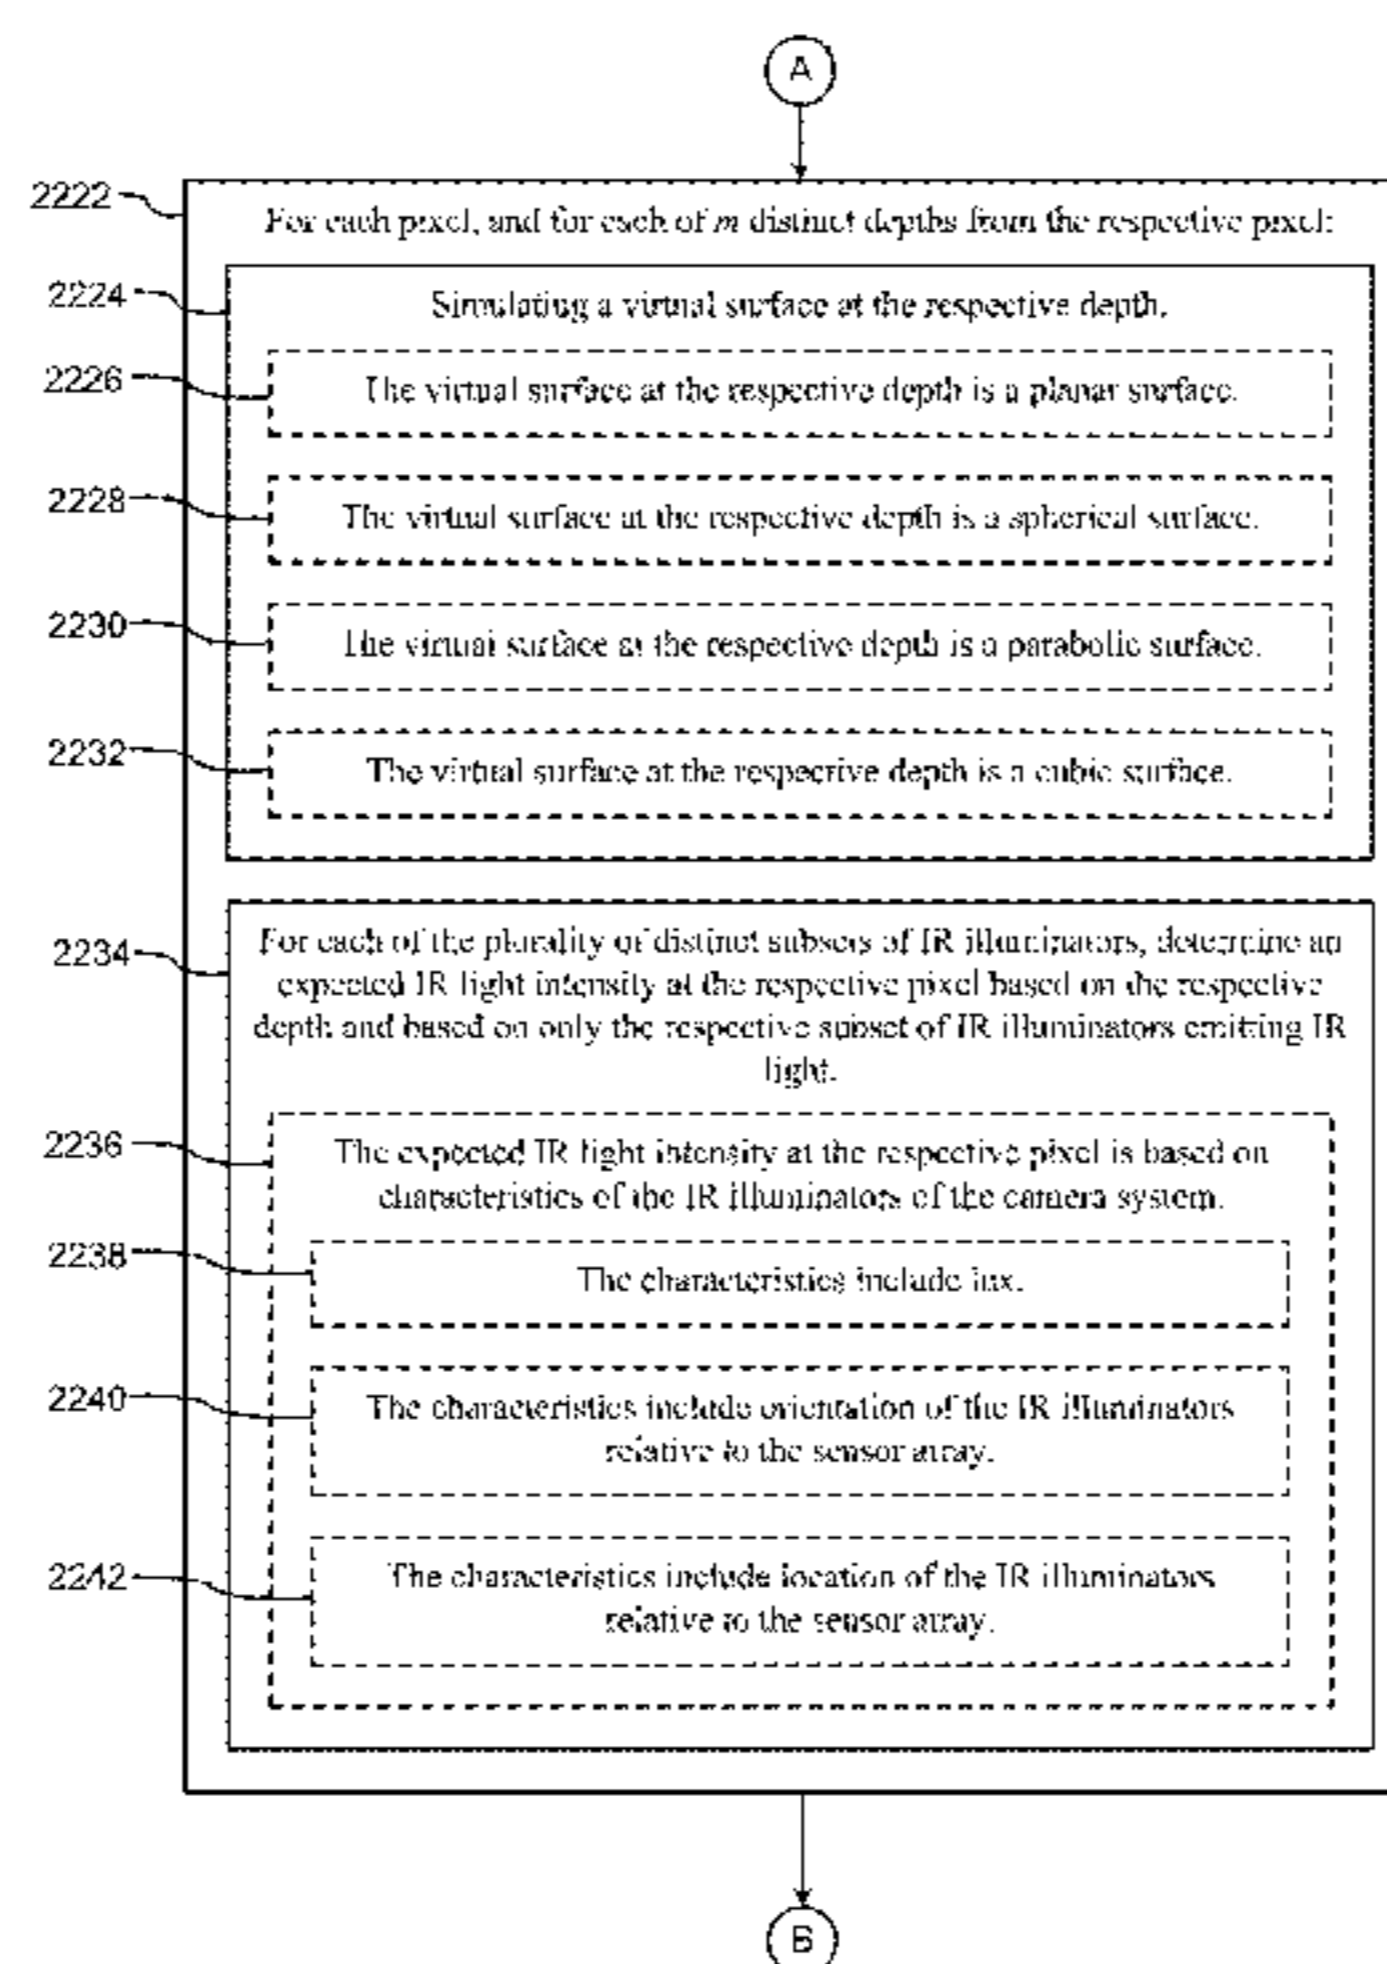 A
2222
For each pixel, and for each of m distinct depths from the respective pixel:
2224
Simulating a virtual surface at the respective depth.
2226
The virtual surface at the respective depth is a planar surface.
2228
The virtual surface at the respective depth is a spherical surface.
2230
The virtual surface at the respective depth is a parabolic surface.
2232
The virtual surface at the respective depth is a cubic surface.
2234
For each of the plurality of distinct subsets of IR illuminators, determine an
expected IR light intensity at the respective pixel based on the respective
depth and based on only the respective subset of IR illuminators emitting IR
light.
2236
The expected IR light intensity at the respective pixel is based on
characteristics of the IR illuminators of the camera system.
2238
The characteristics include lux.
2240
The characteristics include orientation of the IR illuminators
relative to the sensor array.
2242
The characteristics include location of the IR illuminators
relative to the sensor array.
B